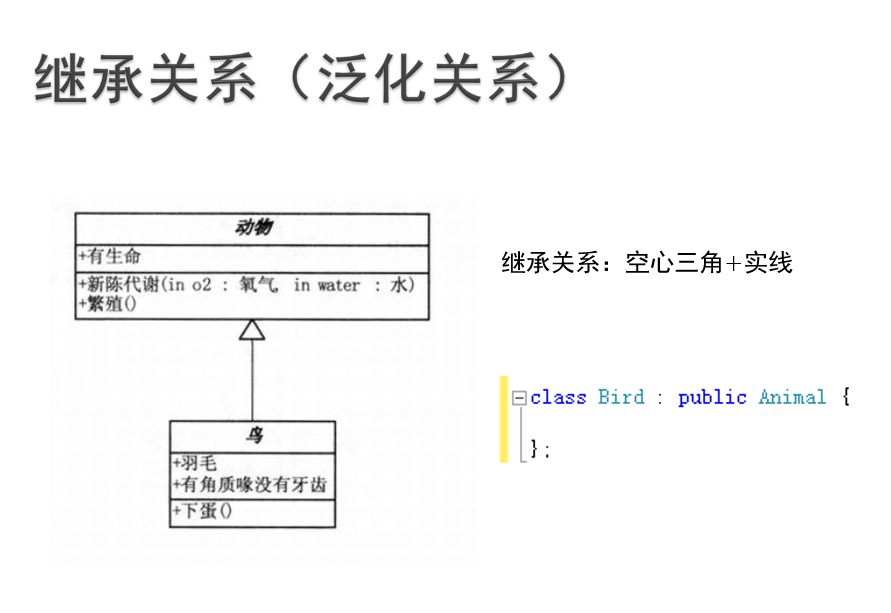 继承关系（泛化关系）
动物
+有生命
+新陈代谢(in o2 : 氧气, in water : 水)
+繁殖()
鸟
+羽毛
+有角质喙没有牙齿
+下蛋()
继承关系：空心三角+实线
class Bird : public Animal {
};